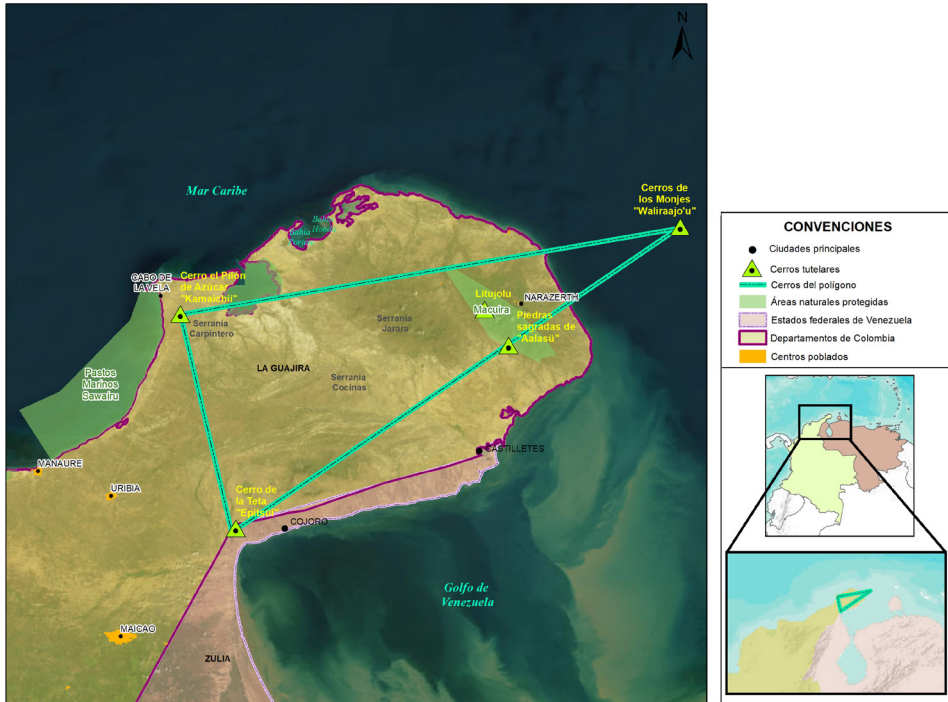 N
Mar Caribe
Cerros de
los Monjes
"Waliraajo'u"
Bahía
Honda
Bahía
Portete
CABO DE
LA VELA
Cerro el Pilón
de Azúcar
"Kamaichii"
Serranía
Carpintero
Litujolu
Macuira
NARAZERTH
Piedras
sagradas de
"Aalasü"
Serranía
Jarara
LA GUAJIRA
Serranía
Cocinas
Pastos
Marinos
Sawairu
MANAURE
URIBIA
CASTILLETES
Cerro de
la Teta
"Epitsüi"
COJORO
Golfo de
Venezuela
MAICAO
ZULIA
CONVENCIONES
Ciudades principales
Cerros tutelares
Cerros del polígono
Áreas naturales protegidas
Estados federales de Venezuela
Departamentos de Colombia
Centros poblados